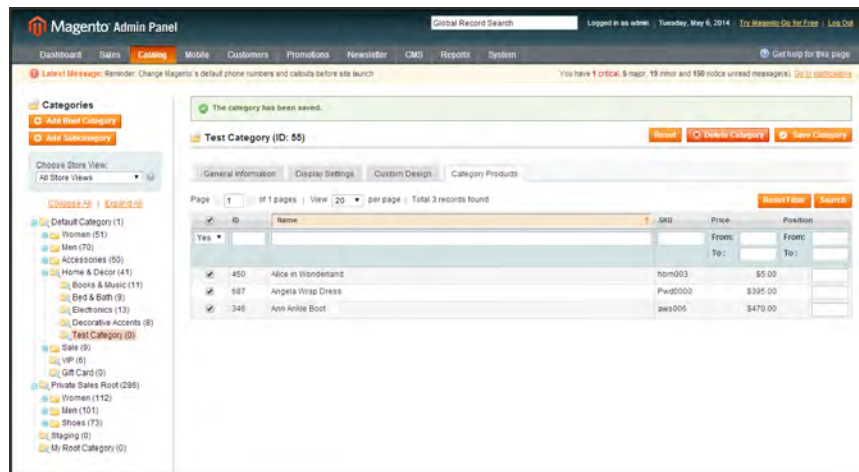 Magento Admin Panel
Global Record Search
Logged in as admin | Tuesday, May 6, 2014 | Try Magento Go for Free | Log Out
Dashboard Sales Catalog Mobile Customers Promotions Newsletter CMS Reports System
Get help for this page
Latest Message: Reminder: Change Magento's default phone numbers and callouts before site launch
You have 1 critical, 5 major, 19 minor and 150 notice unread message(s). Go to notifications
Categories
Add Root Category
Add Subcategory
Choose Store View:
All Store Views
Collapse All | Expand All
Default Category (1)
Women (51)
Men (70)
Accessories (50)
Home & Decor (41)
Books & Music (11)
Bed & Bath (9)
Electronics (13)
Decorative Accents (8)
Test Category (0)
Sale (9)
VIP (6)
Gift Card (0)
Private Sales Root (286)
Women (112)
Men (101)
Shoes (73)
Staging (0)
My Root Category (0)
The category has been saved.
Test Category (ID: 55)
Reset Delete Category Save Category
General Information Display Settings Custom Design Category Products
Page 1 of 1 pages | View 20 per page | Total 3 records found
Reset Filter Search
ID Name SKU Price Position
Yes From: From:
To : To :
450 Alice in Wonderland hom003 $5.00
687 Angela Wrap Dress Pwd0000 $395.00
346 Ann Ankle Boot aws006 $470.00